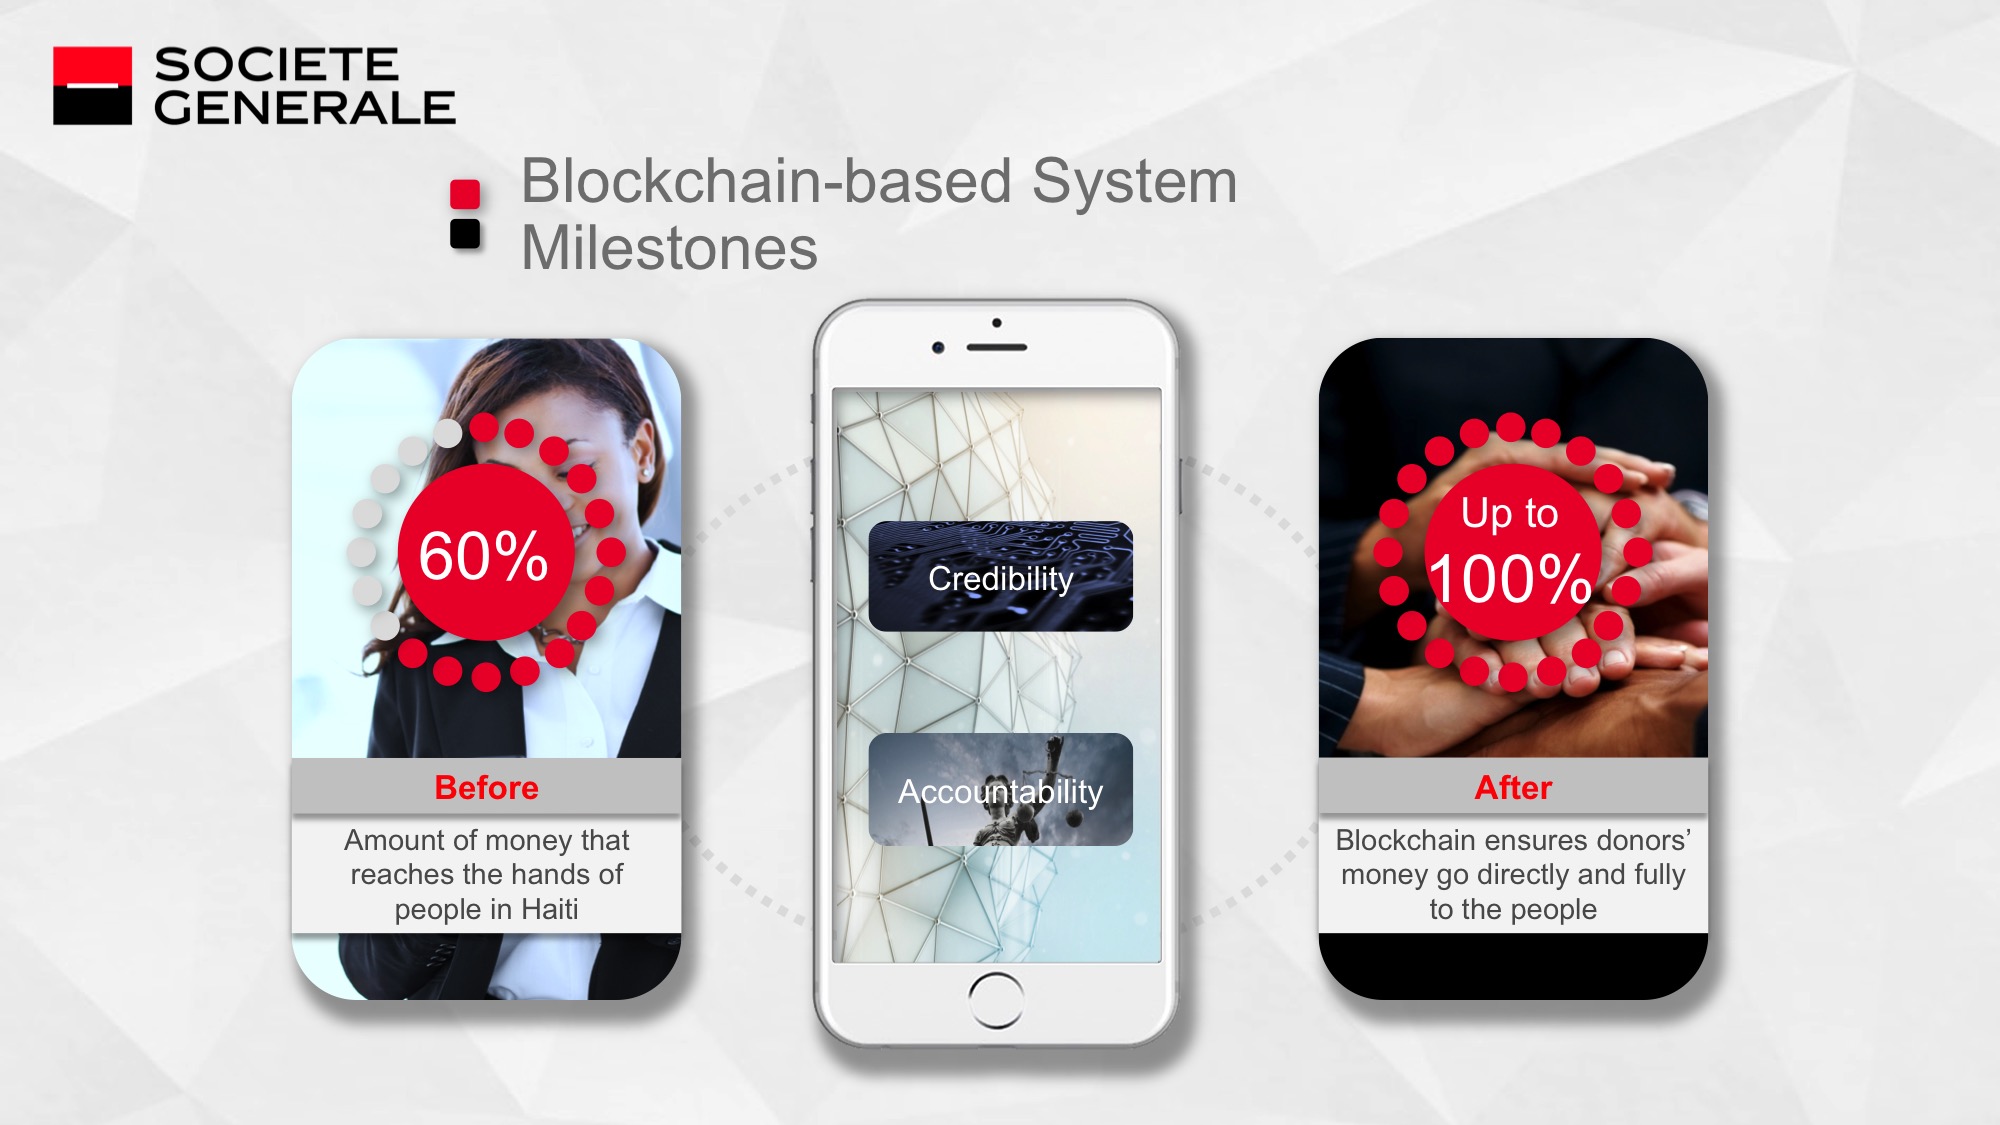 SOCIETE
GENERALE
Blockchain-based System
Milestones
60%
Before
Amount of money that
reaches the hands of
people in Haiti
Credibility
Accountability
Up to
100%
After
Blockchain ensures donors’
money go directly and fully
to the people